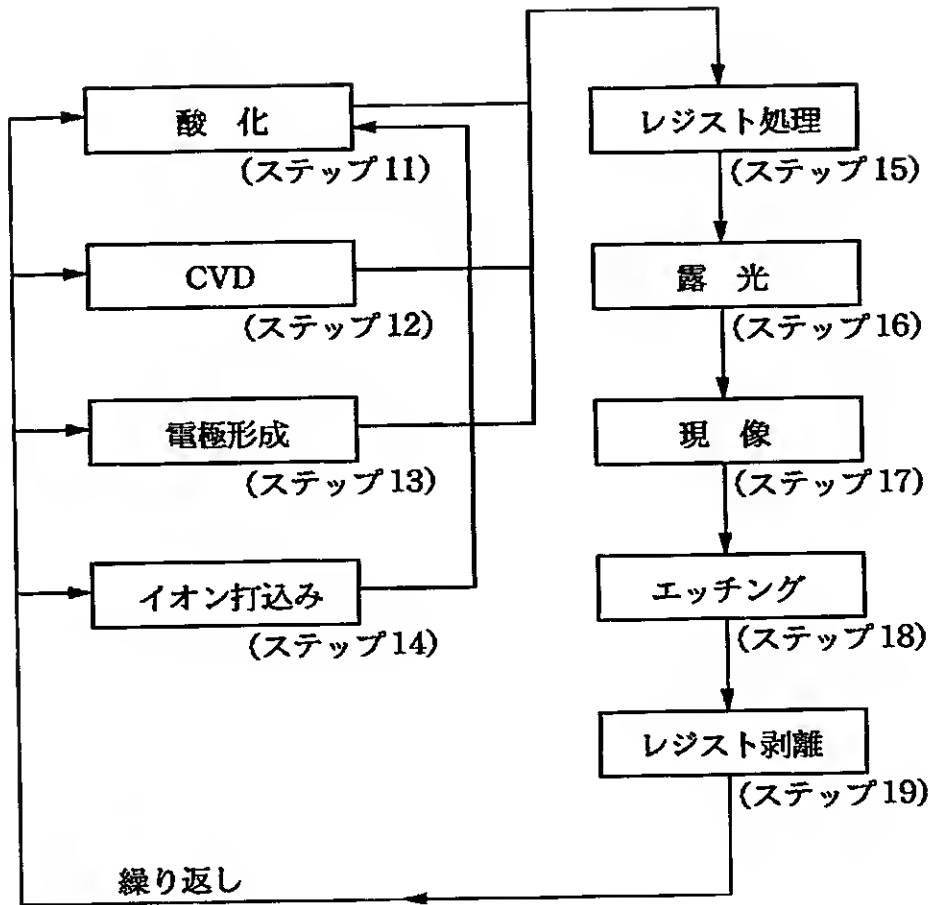 酸 化
(ステップ11)
CVD
(ステップ12)
電極形成
(ステップ13)
イオン打込み
(ステップ14)
レジスト処理
(ステップ15)
露 光
(ステップ16)
現 像
(ステップ17)
エッチング
(ステップ18)
レジスト剥離
(ステップ19)
繰り返し